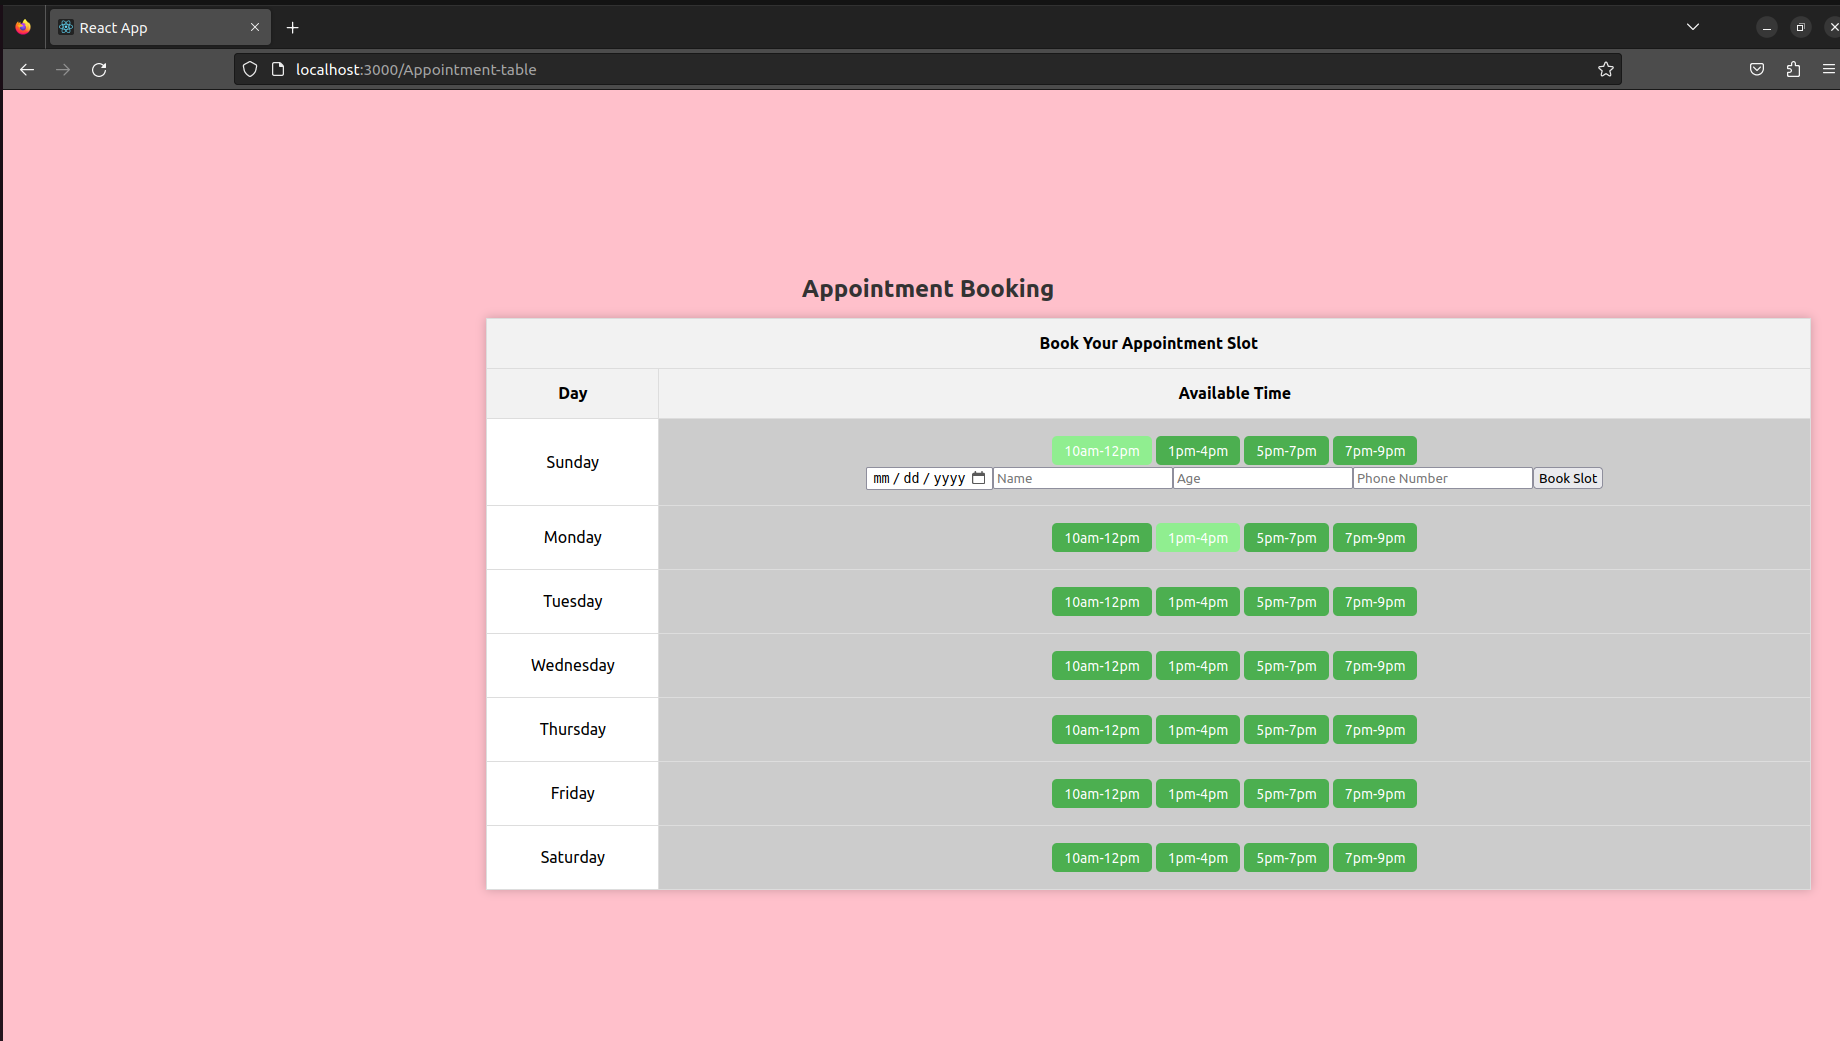 React App
localhost:3000/Appointment-table
Appointment Booking
Book Your Appointment Slot
Day Available Time
Sunday 10am-12pm 1pm-4pm 5pm-7pm 7pm-9pm
mm / dd / yyyy Name Age Phone Number Book Slot
Monday 10am-12pm 1pm-4pm 5pm-7pm 7pm-9pm
Tuesday 10am-12pm 1pm-4pm 5pm-7pm 7pm-9pm
Wednesday 10am-12pm 1pm-4pm 5pm-7pm 7pm-9pm
Thursday 10am-12pm 1pm-4pm 5pm-7pm 7pm-9pm
Friday 10am-12pm 1pm-4pm 5pm-7pm 7pm-9pm
Saturday 10am-12pm 1pm-4pm 5pm-7pm 7pm-9pm